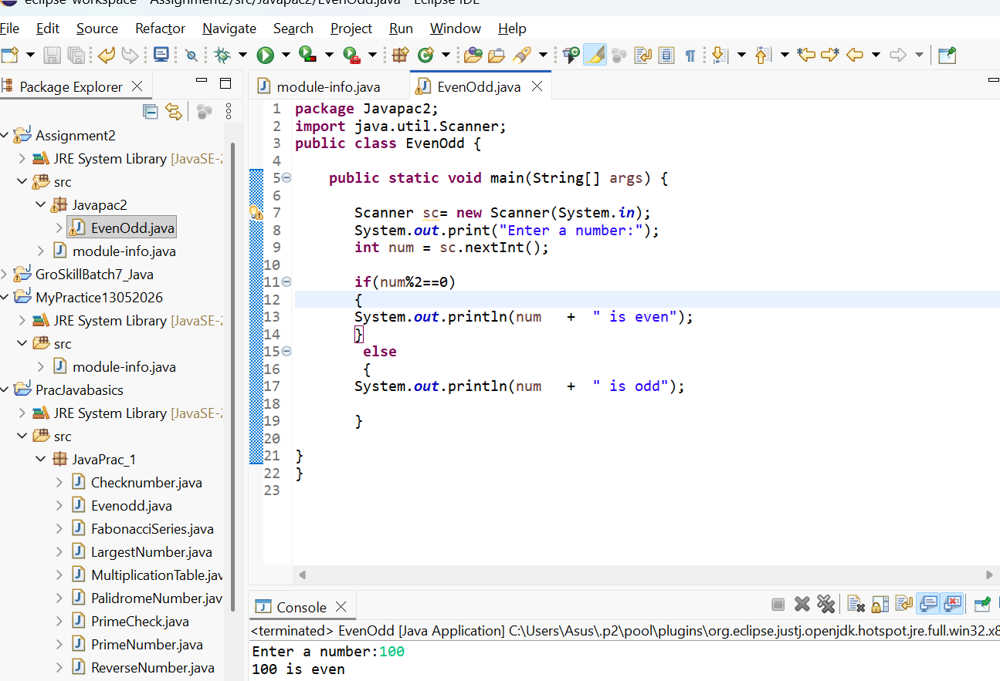 eclipse-workspace - Assignment2/src/Javapac2/EvenOdd.java - Eclipse IDE
File Edit Source Refactor Navigate Search Project Run Window Help
Package Explorer
Assignment2
JRE System Library [JavaSE-2
src
Javapac2
EvenOdd.java
module-info.java
GroSkillBatch7_Java
MyPractice13052026
JRE System Library [JavaSE-2
src
module-info.java
PracJavabasics
JRE System Library [JavaSE-2
src
JavaPrac_1
Checknumber.java
Evenodd.java
FabonacciSeries.java
LargestNumber.java
MultiplicationTable.jav
PalidromeNumber.jav
PrimeCheck.java
PrimeNumber.java
ReverseNumber.java
module-info.java EvenOdd.java
1 package Javapac2;
2 import java.util.Scanner;
3 public class EvenOdd {
4
5 public static void main(String[] args) {
6
7 Scanner sc= new Scanner(System.in);
8 System.out.print("Enter a number:");
9 int num = sc.nextInt();
10
11 if(num%2==0)
12 {
13 System.out.println(num   +  " is even");
14 }
15 else
16 {
17 System.out.println(num   +  " is odd");
18
19 }
20
21 }
22 }
23
Console
<terminated> EvenOdd [Java Application] C:\Users\Asus\.p2\pool\plugins\org.eclipse.justj.openjdk.hotspot.jre.full.win32.x8
Enter a number:100
100 is even